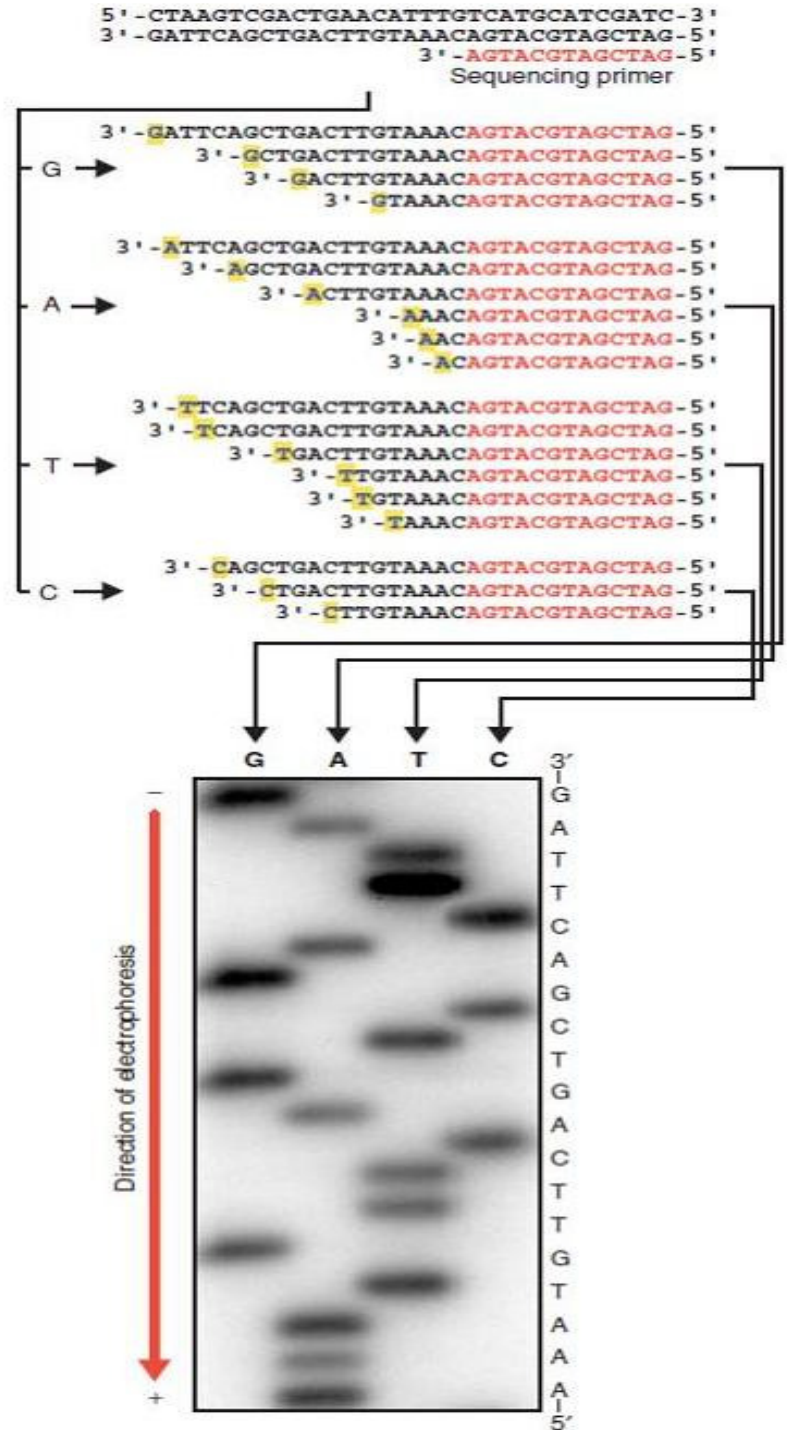 5'-CTAAGTCGACTGAACATTTGTCATGCATCGATC-3'
3'-GATTCAGCTGACTTGTAAACAGTACGTAGCTAG-5'
3'-AGTACGTAGCTAG-5'
Sequencing primer
3'-GATTCAGCTGACTTGTAAACAGTACGTAGCTAG-5'
3'-GCTGACTTGTAAACAGTACGTAGCTAG-5'
G
3'-GACTTGTAAACAGTACGTAGCTAG-5'
3'-GTAAACAGTACGTAGCTAG-5'
3'-ATTCAGCTGACTTGTAAACAGTACGTAGCTAG-5'
3'-AGCTGACTTGTAAACAGTACGTAGCTAG-5'
3'-ACTTGTAAACAGTACGTAGCTAG-5'
A
3'-AAACAGTACGTAGCTAG-5'
3'-AACAGTACGTAGCTAG-5'
3'-ACAGTACGTAGCTAG-5'
3'-TTCAGCTGACTTGTAAACAGTACGTAGCTAG-5'
3'-TCAGCTGACTTGTAAACAGTACGTAGCTAG-5'
3'-TGACTTGTAAACAGTACGTAGCTAG-5'
T
3'-TTGTAAACAGTACGTAGCTAG-5'
3'-TGTAAACAGTACGTAGCTAG-5'
3'-TAAACAGTACGTAGCTAG-5'
3'-CAGCTGACTTGTAAACAGTACGTAGCTAG-5'
3'-CTGACTTGTAAACAGTACGTAGCTAG-5'
C
3'-CTTGTAAACAGTACGTAGCTAG-5'
G A T C
3′
G
A
T
T
C
A
G
C
T
G
A
C
T
T
G
T
A
A
A
5′
−
Direction of electrophoresis
+